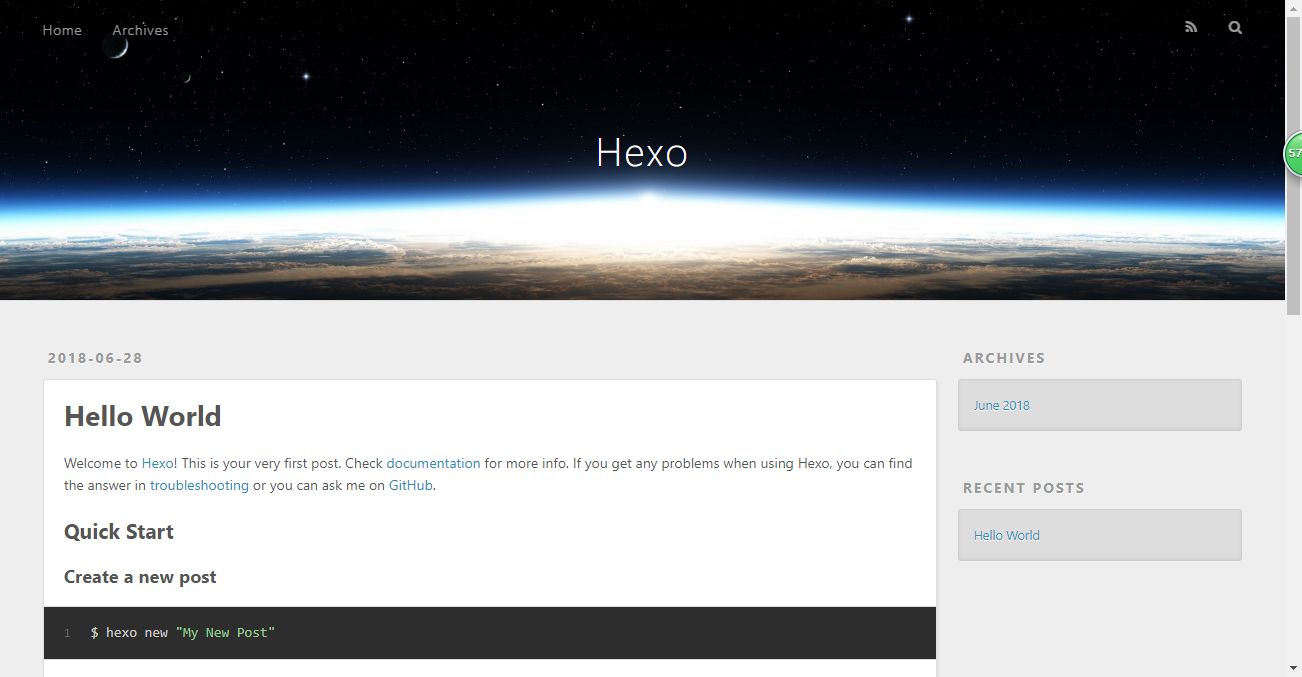 Home Archives
Hexo
57
2018-06-28
Hello World
Welcome to Hexo! This is your very first post. Check documentation for more info. If you get any problems when using Hexo, you can find
the answer in troubleshooting or you can ask me on GitHub.
Quick Start
Create a new post
1 $ hexo new "My New Post"
ARCHIVES
June 2018
RECENT POSTS
Hello World